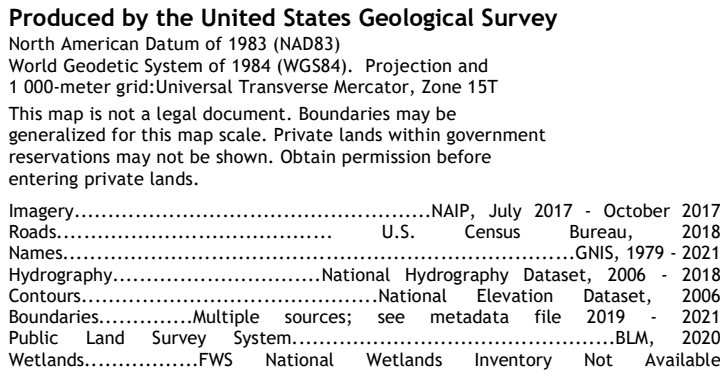 Produced by the United States Geological Survey
North American Datum of 1983 (NAD83)
World Geodetic System of 1984 (WGS84). Projection and
1 000-meter grid:Universal Transverse Mercator, Zone 15T
This map is not a legal document. Boundaries may be
generalized for this map scale. Private lands within government
reservations may not be shown. Obtain permission before
entering private lands.
Imagery.....................................................NAIP, July 2017 - October 2017
Roads......................................... U.S. Census Bureau, 2018
Names............................................................................GNIS, 1979 - 2021
Hydrography...............................National Hydrography Dataset, 2006 - 2018
Contours............................................National Elevation Dataset, 2006
Boundaries..............Multiple sources; see metadata file 2019 - 2021
Public Land Survey System................................................BLM, 2020
Wetlands.................FWS National Wetlands Inventory Not Available